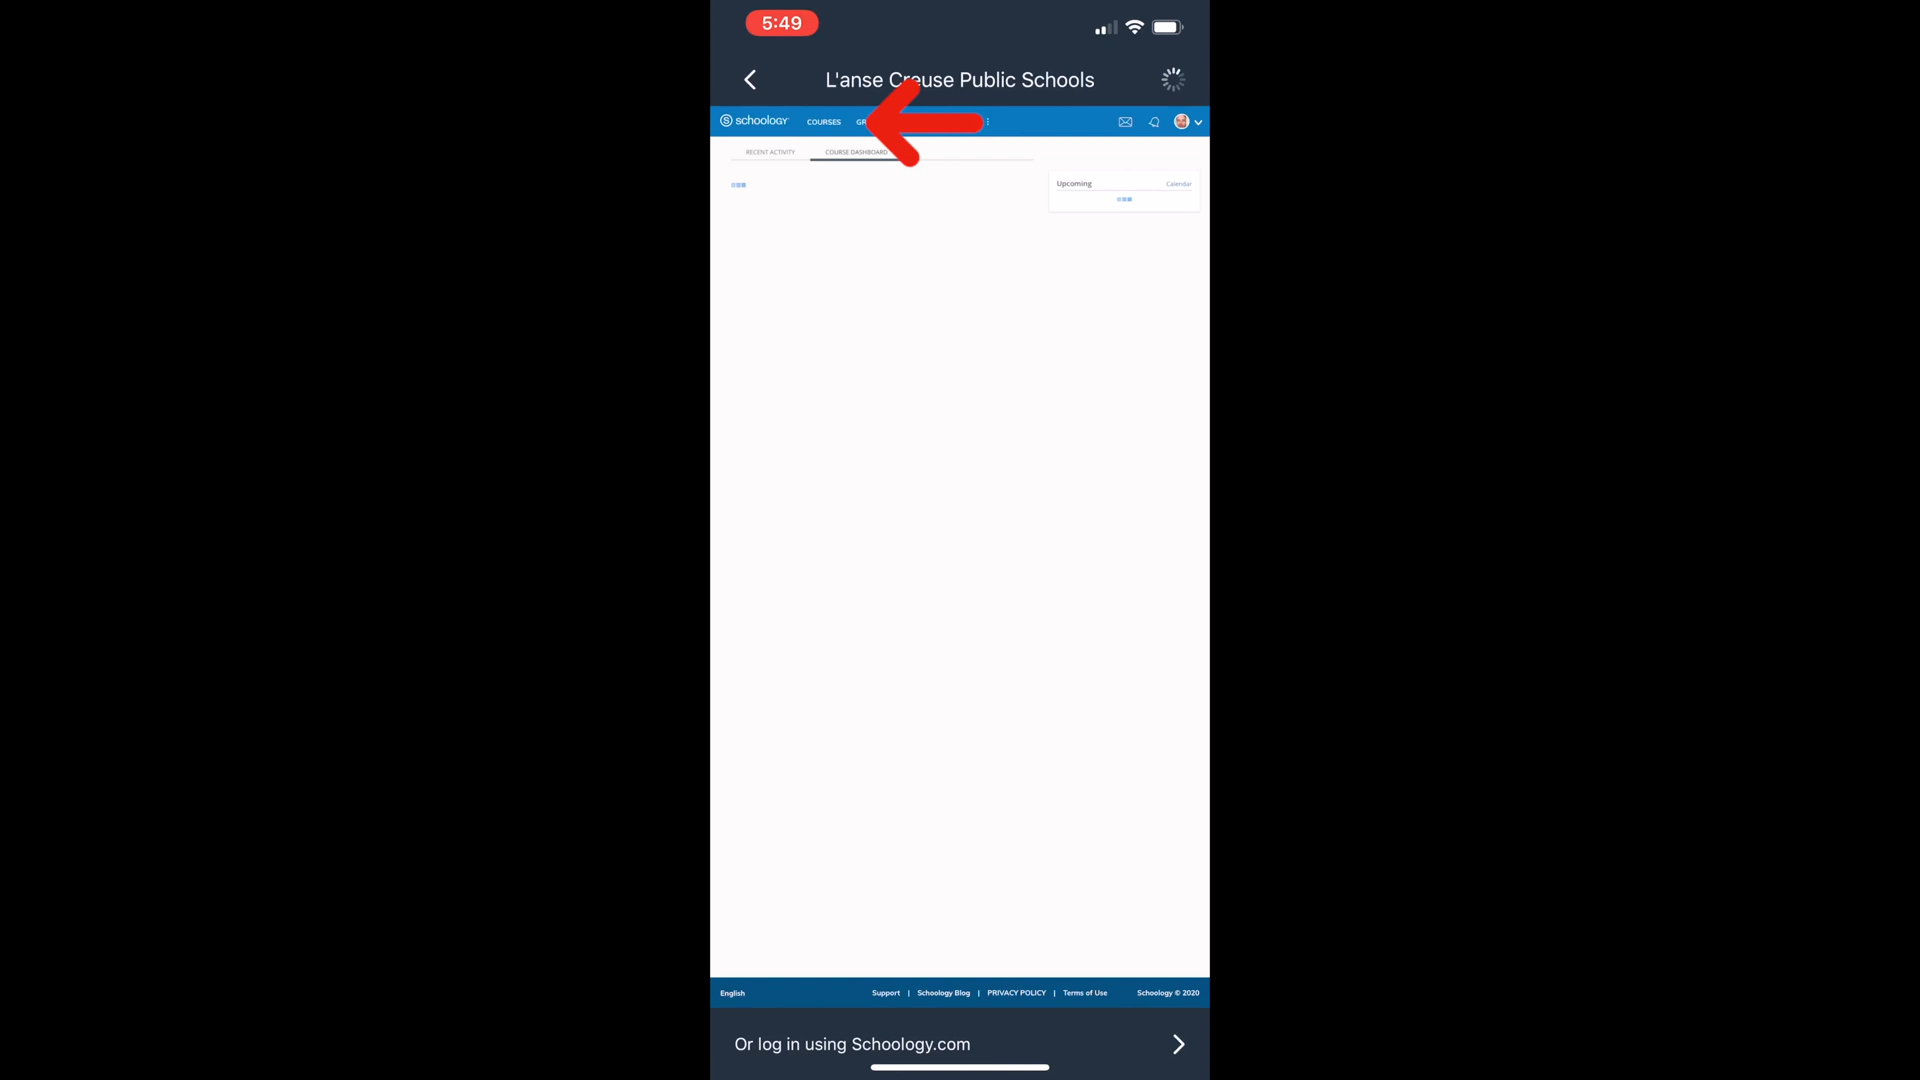 5:49
L'anse Creuse Public Schools
schoology COURSES
RECENT ACTIVITY COURSE DASHBOARD
Upcoming Calendar
English Support | Schoology Blog | PRIVACY POLICY | Terms of Use Schoology © 2020
Or log in using Schoology.com